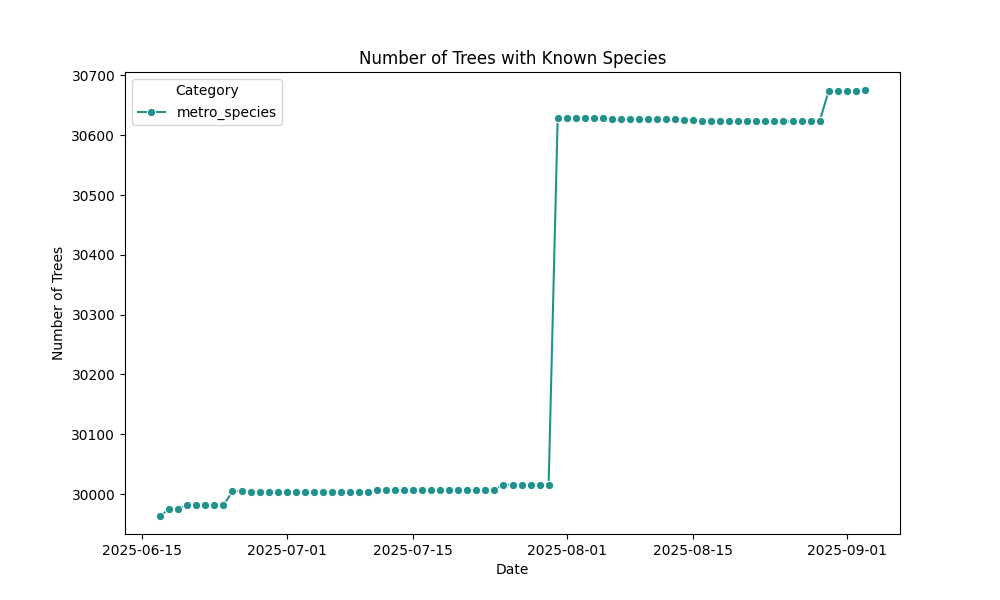 Number of Trees with Known Species
Category
metro_species
Number of Trees
30700
30600
30500
30400
30300
30200
30100
30000
2025-06-15
2025-07-01
2025-07-15
2025-08-01
2025-08-15
2025-09-01
Date